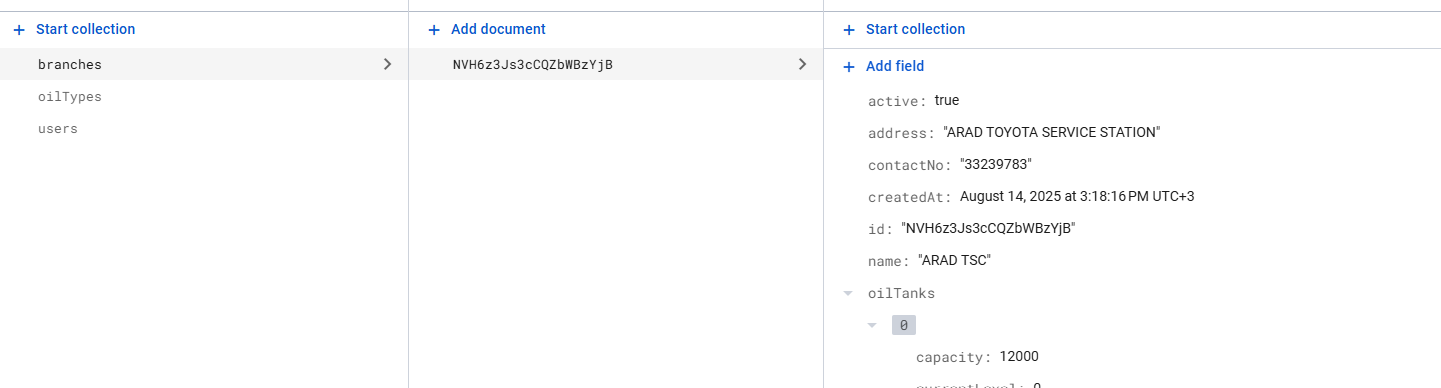 + Start collection
branches
oilTypes
users
+ Add document
NVH6z3Js3cCQZbWBzYjB
+ Start collection
+ Add field
active: true
address: "ARAD TOYOTA SERVICE STATION"
contactNo: "33239783"
createdAt: August 14, 2025 at 3:18:16 PM UTC+3
id: "NVH6z3Js3cCQZbWBzYjB"
name: "ARAD TSC"
oilTanks
0
capacity: 12000
currentLevel: 0